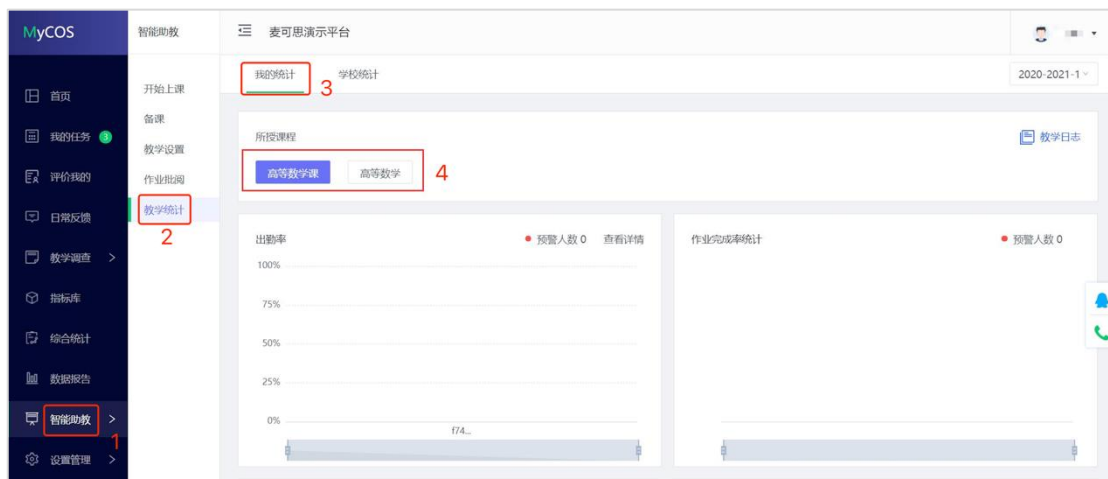 MyCOS
智能助教
麦可思演示平台
首页
我的任务 3
评价我的
日常反馈
教学调查 >
指标库
综合统计
数据报告
智能助教 >
1
设置管理 >
开始上课
备课
教学设置
作业批阅
教学统计
2
我的统计
3
学校统计
2020-2021-1
所授课程
教学日志
高等数学课
高等数学
4
出勤率
预警人数 0
查看详情
100%
75%
50%
25%
0%
f74...
作业完成率统计
预警人数 0